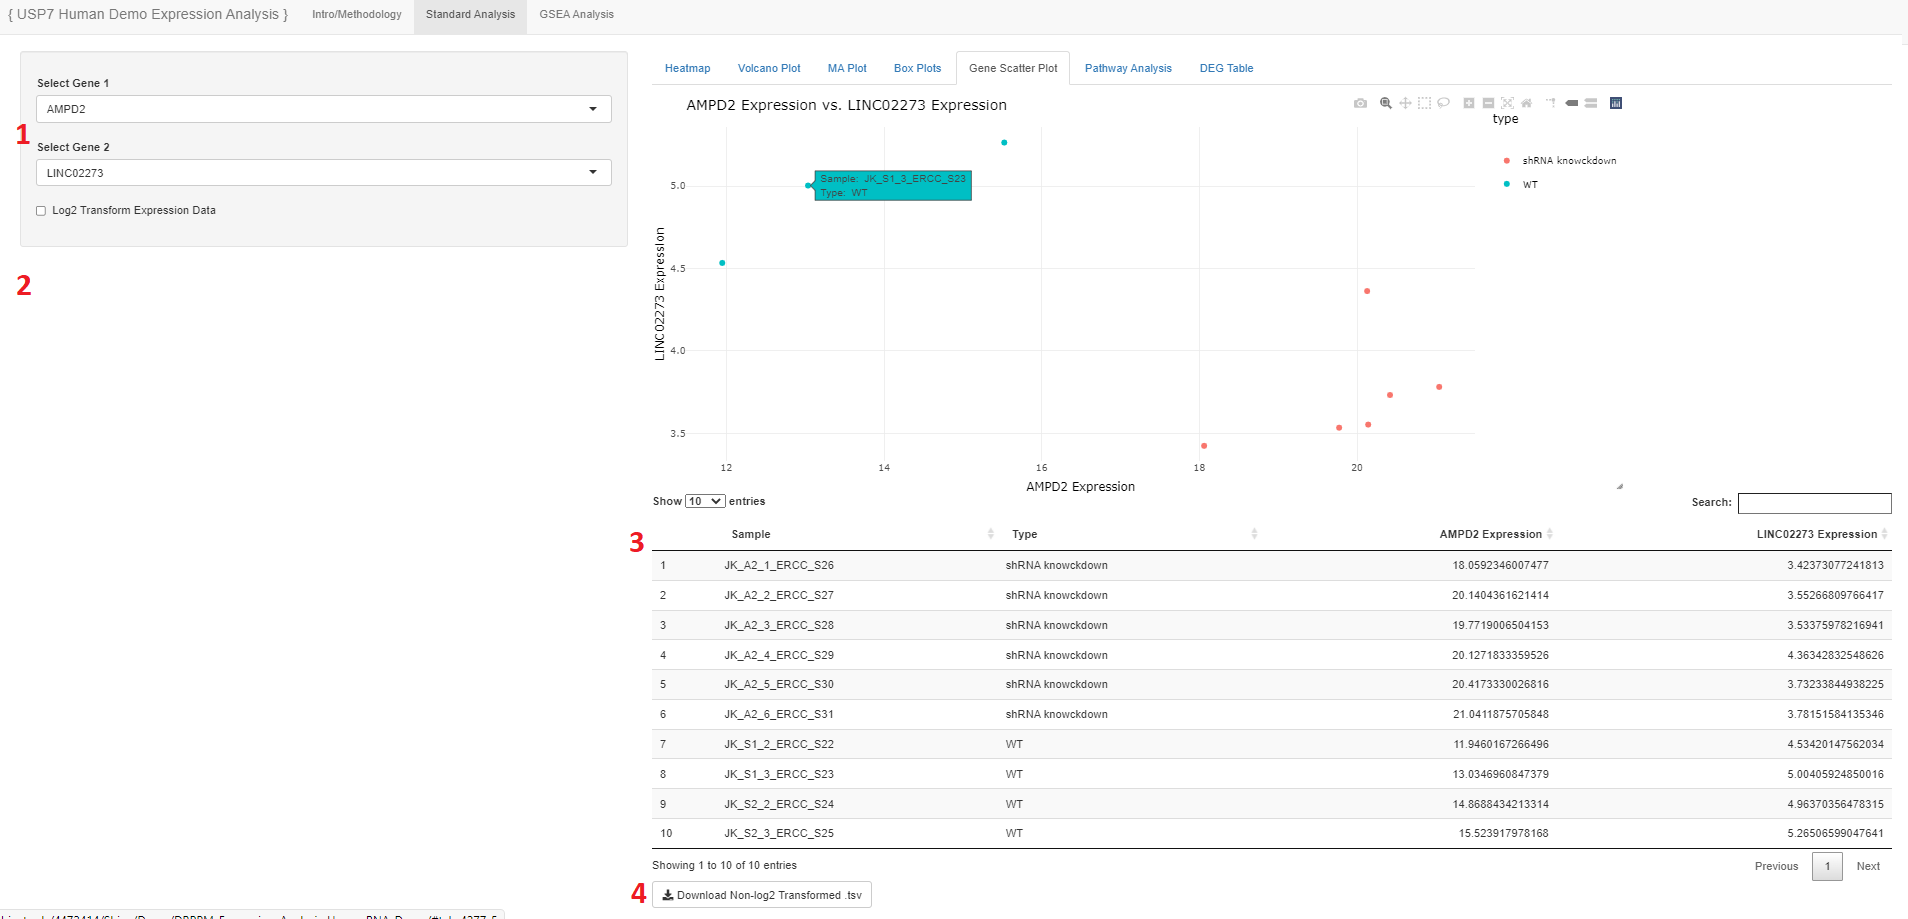 { USP7 Human Demo Expression Analysis } Intro/Methodology Standard Analysis GSEA Analysis
Select Gene 1
AMPD2
1
Select Gene 2
LINC02273
Log2 Transform Expression Data
2
Heatmap Volcano Plot MA Plot Box Plots Gene Scatter Plot Pathway Analysis DEG Table
AMPD2 Expression vs. LINC02273 Expression
type
shRNA knowckdown
WT
Sample: JK_S1_3_ERCC_S23
Type: WT
LINC02273 Expression
5.0
4.5
4.0
3.5
12 14 16 18 20
AMPD2 Expression
Show 10 entries
Search:
3
Sample Type AMPD2 Expression LINC02273 Expression
1 JK_A2_1_ERCC_S26 shRNA knowckdown 18.0592346007477 3.42373077241813
2 JK_A2_2_ERCC_S27 shRNA knowckdown 20.1404361621414 3.55266809766417
3 JK_A2_3_ERCC_S28 shRNA knowckdown 19.7719006504153 3.53375978216941
4 JK_A2_4_ERCC_S29 shRNA knowckdown 20.1271833359526 4.36342832548626
5 JK_A2_5_ERCC_S30 shRNA knowckdown 20.4173330026816 3.73233844938225
6 JK_A2_6_ERCC_S31 shRNA knowckdown 21.0411875705848 3.78151584135346
7 JK_S1_2_ERCC_S22 WT 11.9460167266496 4.53420147562034
8 JK_S1_3_ERCC_S23 WT 13.0346960847379 5.00405924850016
9 JK_S2_2_ERCC_S24 WT 14.8688434213314 4.96370356478315
10 JK_S2_3_ERCC_S25 WT 15.523917978168 5.26506599047641
Showing 1 to 10 of 10 entries
Previous 1 Next
4
Download Non-log2 Transformed .tsv